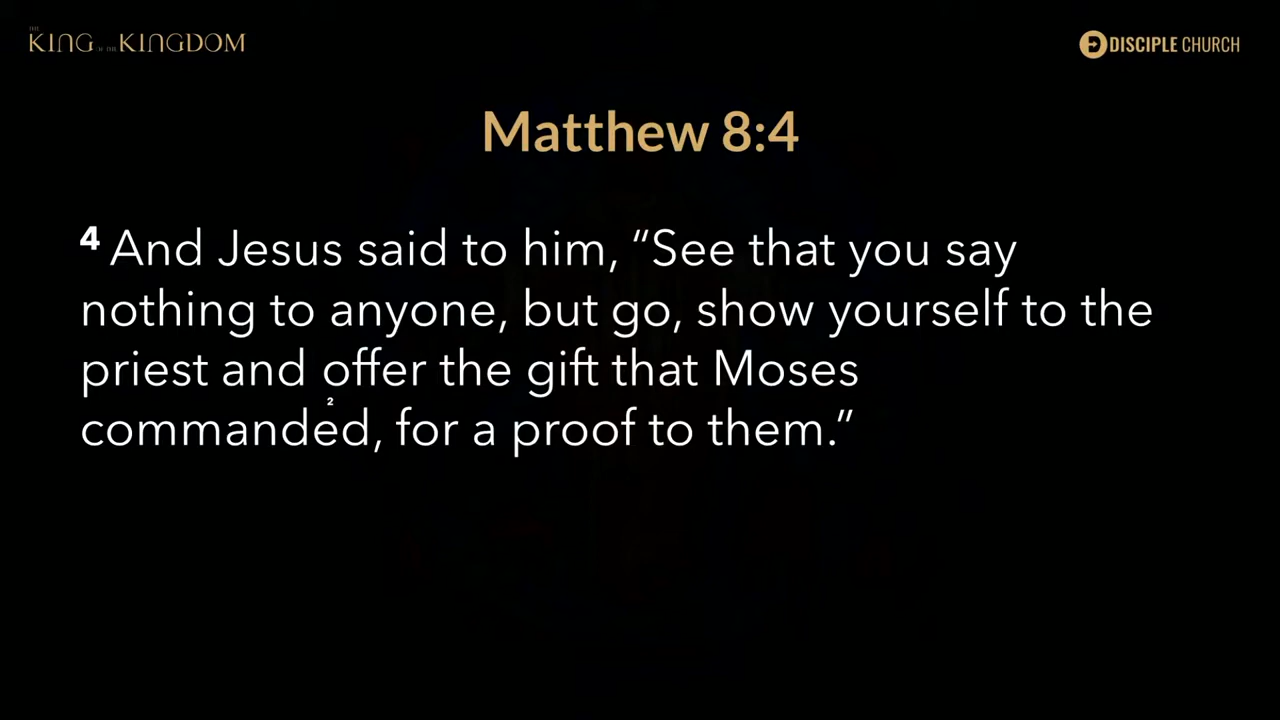 THE
KING OF THE KINGDOM
DISCIPLE CHURCH
Matthew 8:4
4 And Jesus said to him, “See that you say
nothing to anyone, but go, show yourself to the
priest and offer the gift that Moses
2
commanded, for a proof to them.”